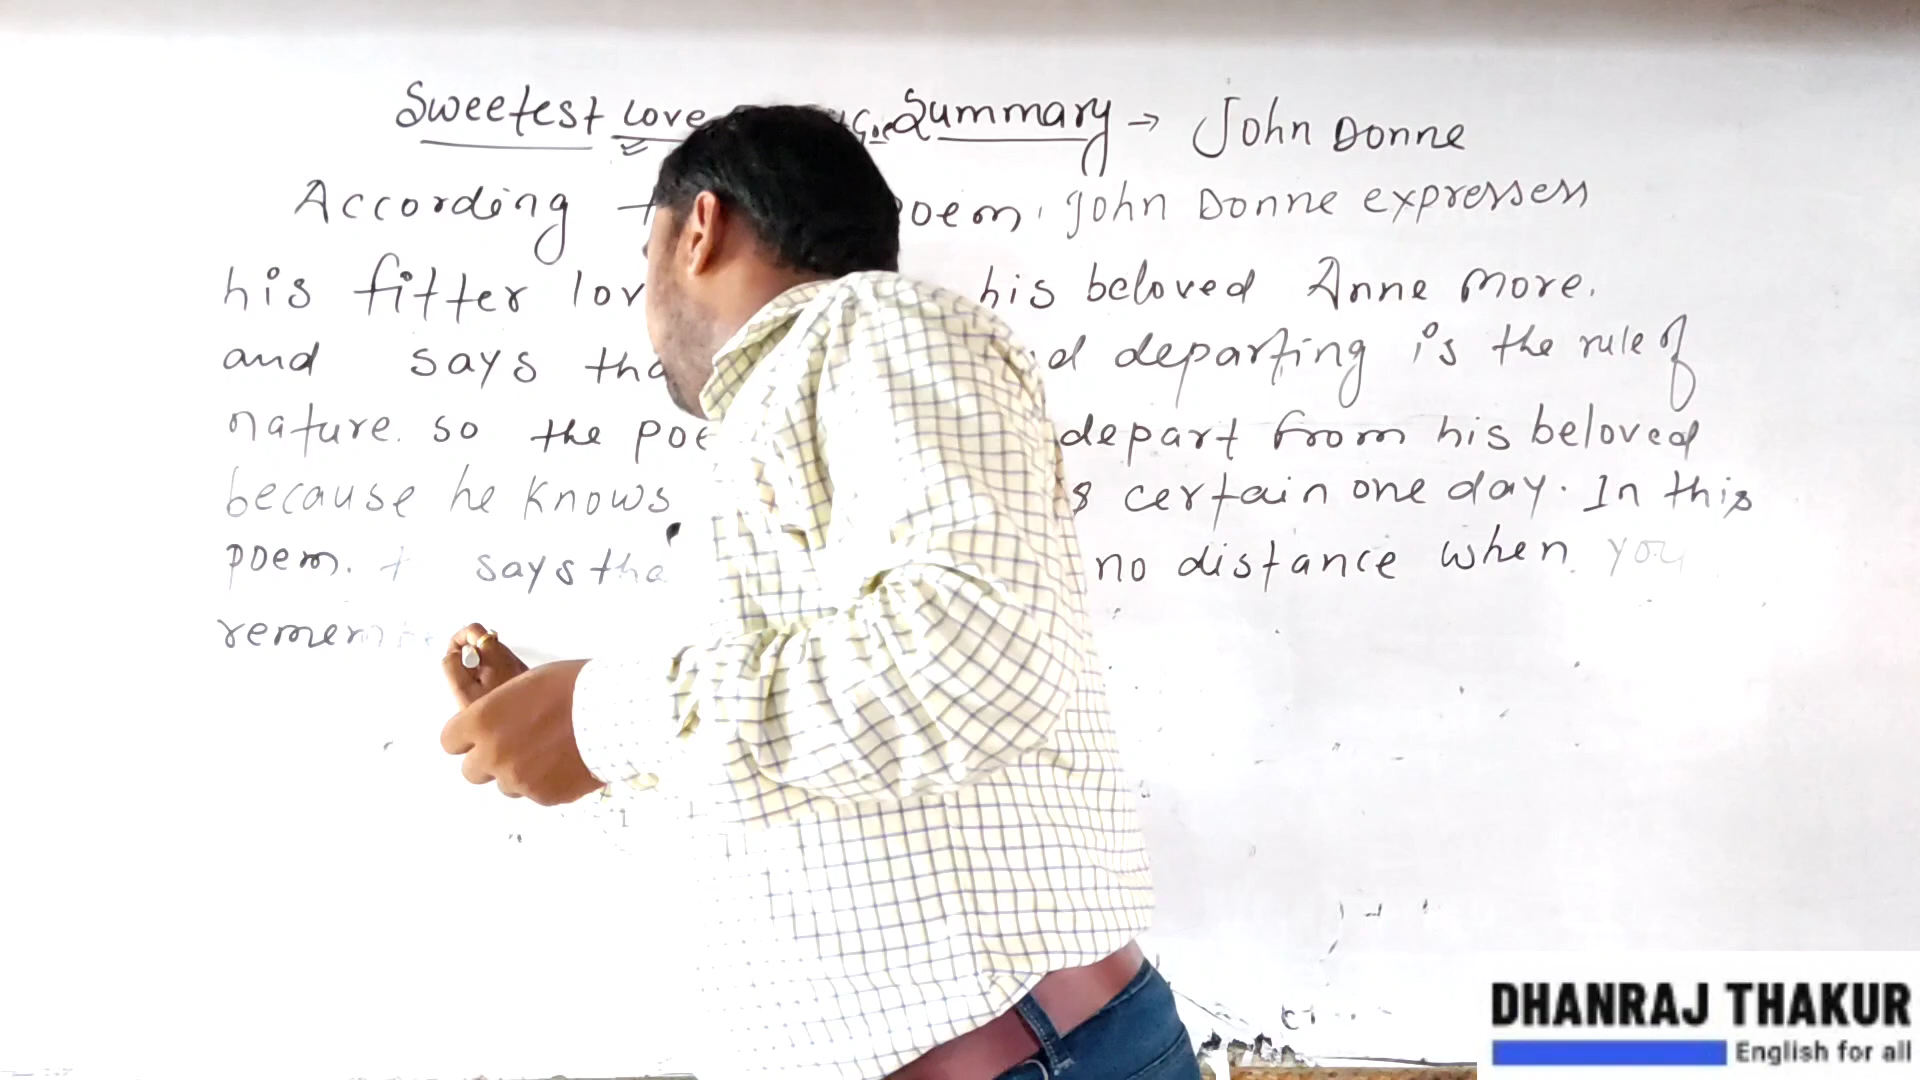 Sweetest Love Goe Summary → John Donne
According poem, John Donne expresses
his fitter lov his beloved Anne More.
and says tha d departing is the rule of
nature. so the poe depart from his beloved
because he knows s certain one day. In this
poem. says tha no distance when you
remem
DHANRAJ THAKUR
English for all